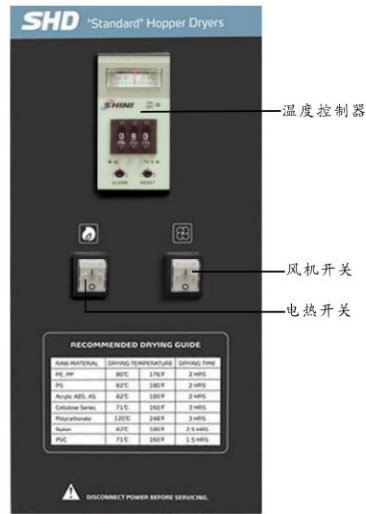 SHD "Standard" Hopper Dryers
SHINI
温度控制器
0 8 0
ALARM RESET
风机开关
电热开关
RECOMMENDED DRYING GUIDE
RAW MATERIAL DRYING TEMPERATURE DRYING TIME
PE, PP 80℃ 176℉ 2 HRS
PS 82℃ 180℉ 2 HRS
Acrylic ABS, AS 82℃ 180℉ 2 HRS
Cellulose Series 71℃ 160℉ 3 HRS
Polycarbonate 120℃ 248℉ 3 HRS
Nylon 82℃ 180℉ 2.5 HRS
PVC 71℃ 160℉ 1.5 HRS
DISCONNECT POWER BEFORE SERVICING.